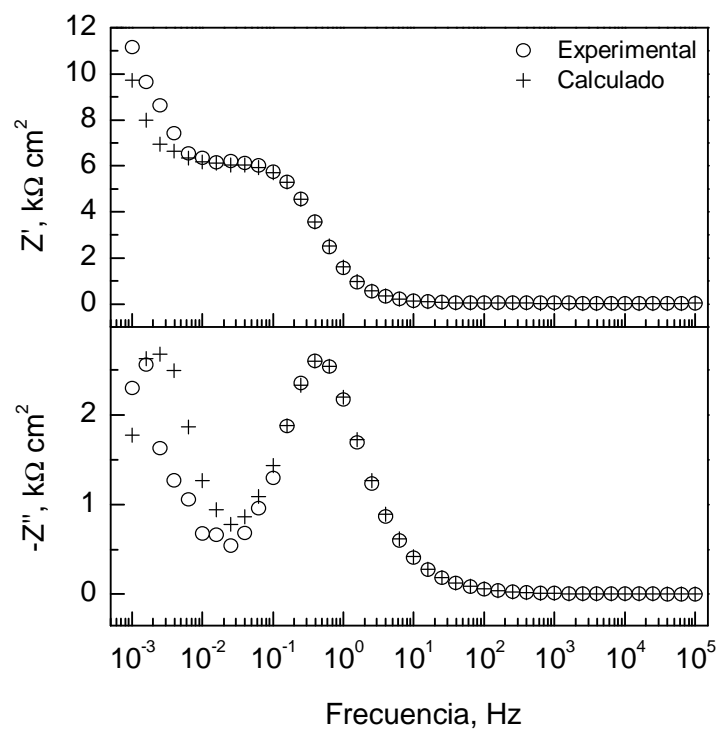 12
10
8
6
4
2
0
Z', kΩ cm²
Experimental
Calculado
2
1
0
-Z'', kΩ cm²
10⁻³ 10⁻² 10⁻¹ 10⁰ 10¹ 10² 10³ 10⁴ 10⁵
Frecuencia, Hz